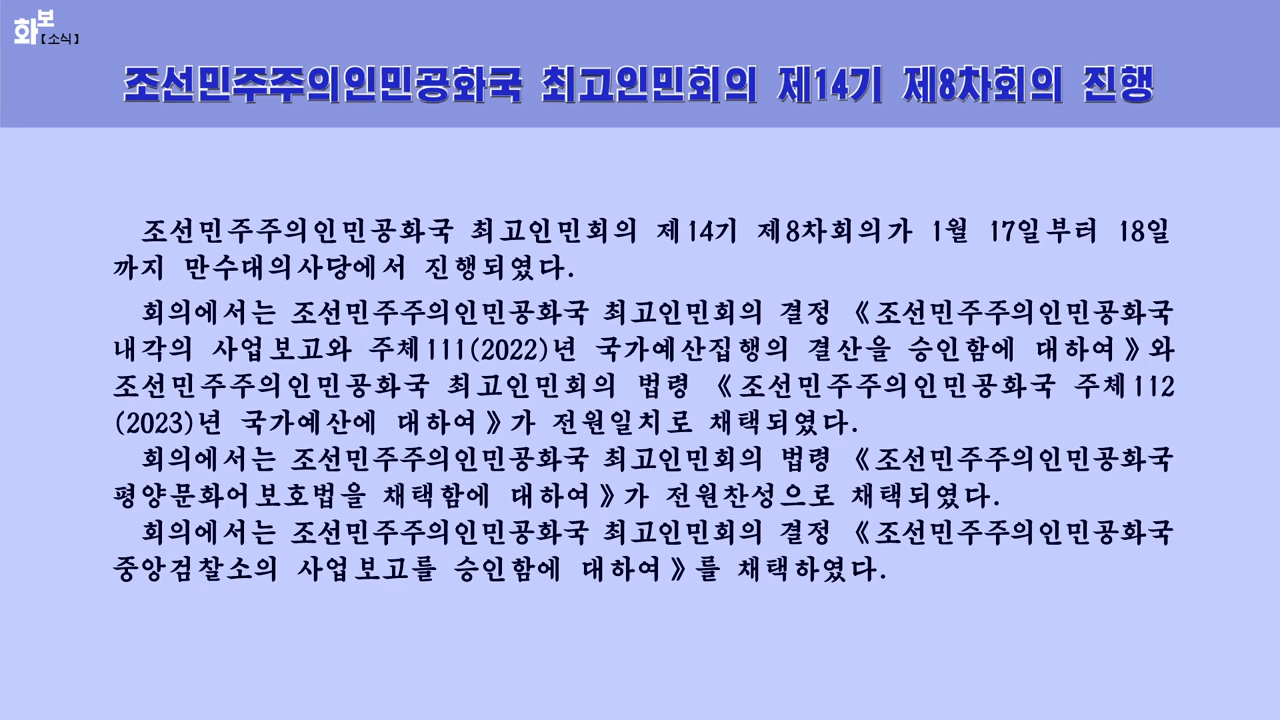 화보
【소식】
조선민주주의인민공화국 최고인민회의 제14기 제8차회의 진행
조선민주주의인민공화국 최고인민회의 제14기 제8차회의가 1월 17일부터 18일
까지 만수대의사당에서 진행되였다.
회의에서는 조선민주주의인민공화국 최고인민회의 결정 《조선민주주의인민공화국
내각의 사업보고와 주체111(2022)년 국가예산집행의 결산을 승인함에 대하여》와
조선민주주의인민공화국 최고인민회의 법령 《조선민주주의인민공화국 주체112
(2023)년 국가예산에 대하여》가 전원일치로 채택되였다.
회의에서는 조선민주주의인민공화국 최고인민회의 법령 《조선민주주의인민공화국
평양문화어보호법을 채택함에 대하여》가 전원찬성으로 채택되였다.
회의에서는 조선민주주의인민공화국 최고인민회의 결정 《조선민주주의인민공화국
중앙검찰소의 사업보고를 승인함에 대하여》를 채택하였다.